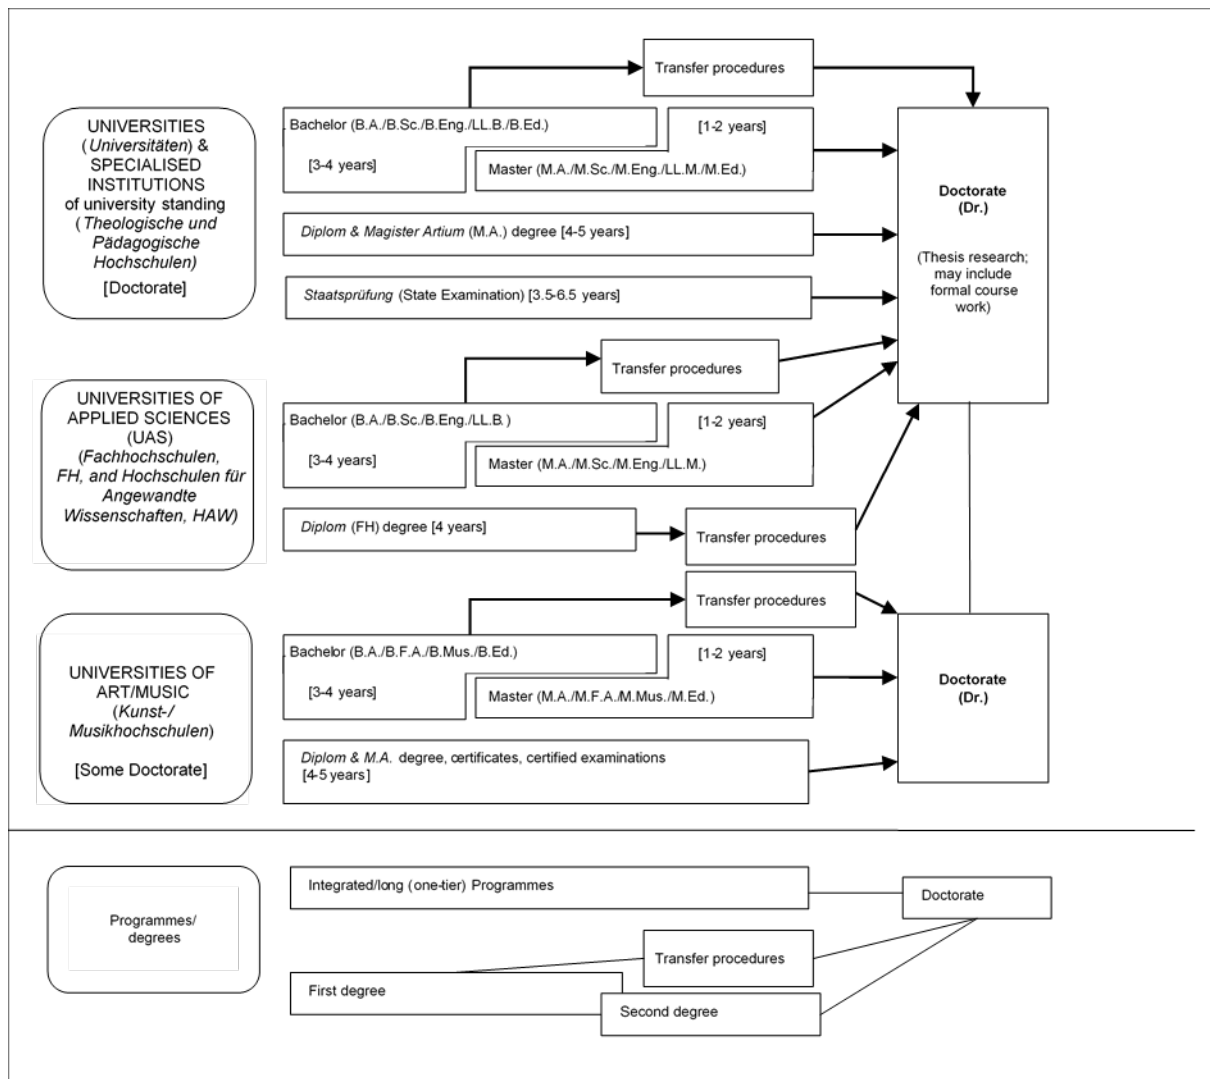 Transfer procedures
UNIVERSITIES
(Universitäten) &
SPECIALISED
INSTITUTIONS
of university standing
(Theologische und
Pädagogische
Hochschulen)
[Doctorate]
Bachelor (B.A./B.Sc./B.Eng./LL.B./B.Ed.)
[3-4 years]
[1-2 years]
Master (M.A./M.Sc./M.Eng./LL.M./M.Ed.)
Diplom & Magister Artium (M.A.) degree [4-5 years]
Staatsprüfung (State Examination) [3.5-6.5 years]
Doctorate
(Dr.)
(Thesis research;
may include
formal course
work)
UNIVERSITIES OF
APPLIED SCIENCES
(UAS)
(Fachhochschulen,
FH, and Hochschulen für
Angewandte
Wissenschaften, HAW)
Transfer procedures
Bachelor (B.A./B.Sc./B.Eng./LL.B.)
[3-4 years]
[1-2 years]
Master (M.A./M.Sc./M.Eng./LL.M.)
Diplom (FH) degree [4 years]
Transfer procedures
UNIVERSITIES OF
ART/MUSIC
(Kunst-/
Musikhochschulen)
[Some Doctorate]
Transfer procedures
Bachelor (B.A./B.F.A./B.Mus./B.Ed.)
[3-4 years]
[1-2 years]
Master (M.A./M.F.A./M.Mus./M.Ed.)
Diplom & M.A. degree, certificates, certified examinations
[4-5 years]
Doctorate
(Dr.)
Programmes/
degrees
Integrated/long (one-tier) Programmes
Doctorate
Transfer procedures
First degree
Second degree